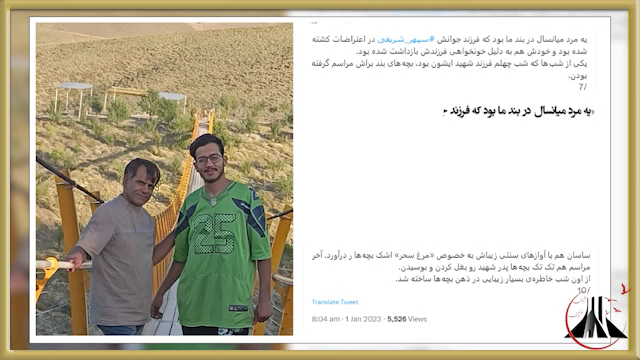 یه مرد میانسال در بند ما بود که فرزند جوانش #سپهر_شریفی در اعتراضات کشته
شده بود و خودش هم به دلیل خونخواهی فرزندش بازداشت شده بود.
یکی از شب‌ها که شب چهلم فرزند شهید ایشون بود، بچه‌های بند براش مراسم گرفته
بودن.
7/
یه مرد میانسال در بند ما بود که فرزند
ساسان هم با آوازهای سنتی زیباش به خصوص «مرغ سحر» اشک بچه‌ها ر درآورد. آخر
مراسم هم تک تک بچه‌ها پدر شهید رو بغل کردن و بوسیدن.
از اون شب خاطره‌ی بسیار زیبایی در ذهن بچه‌ها ساخته شد.
10/
Translate Tweet
8:04 am · 1 Jan 2023 · 5,526 Views
25